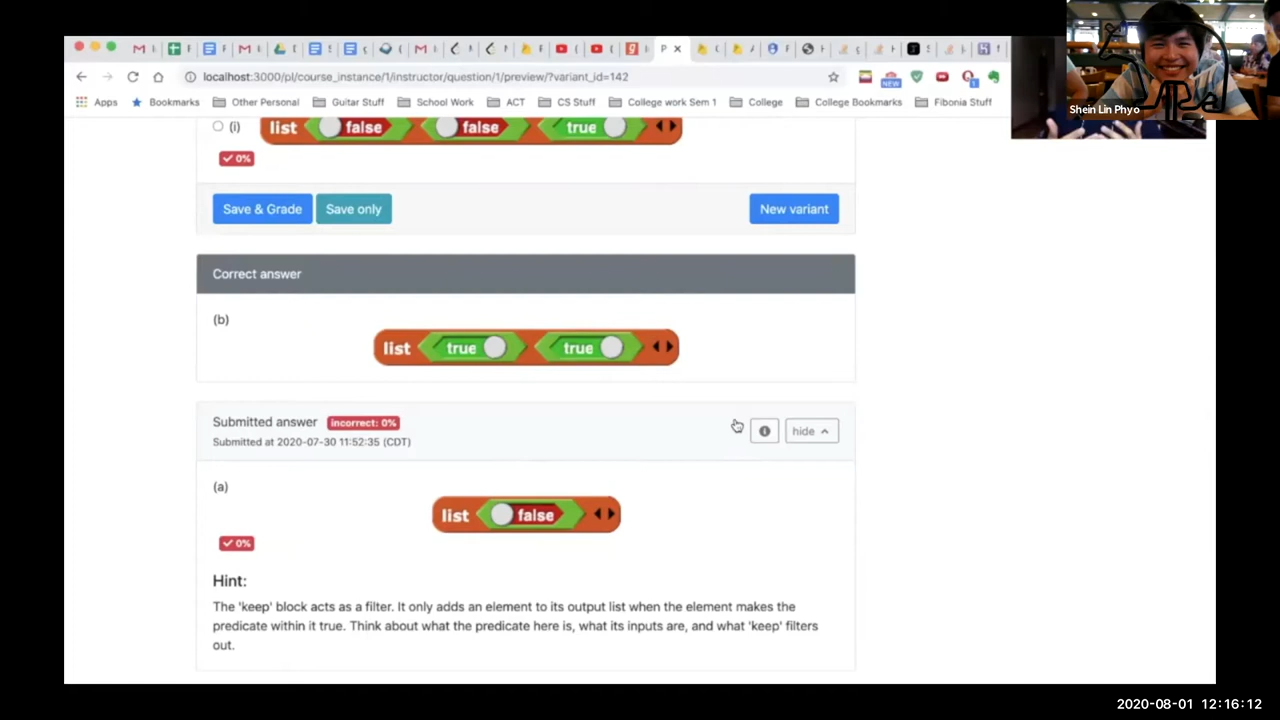 localhost:3000/pl/course_instance/1/instructor/question/1/preview/?variant_id=142
NEW
Apps Bookmarks Other Personal Guitar Stuff School Work ACT CS Stuff College work Sem 1 College College Bookmarks Fibonia Stuff
Shein Lin Phyo
(i) list false false true
0%
Save & Grade Save only New variant
Correct answer
(b)
list true true
Submitted answer incorrect: 0%
hide
Submitted at 2020-07-30 11:52:35 (CDT)
(a)
list false
0%
Hint:
The 'keep' block acts as a filter. It only adds an element to its output list when the element makes the
predicate within it true. Think about what the predicate here is, what its inputs are, and what 'keep' filters
out.
2020-08-01 12:16:12